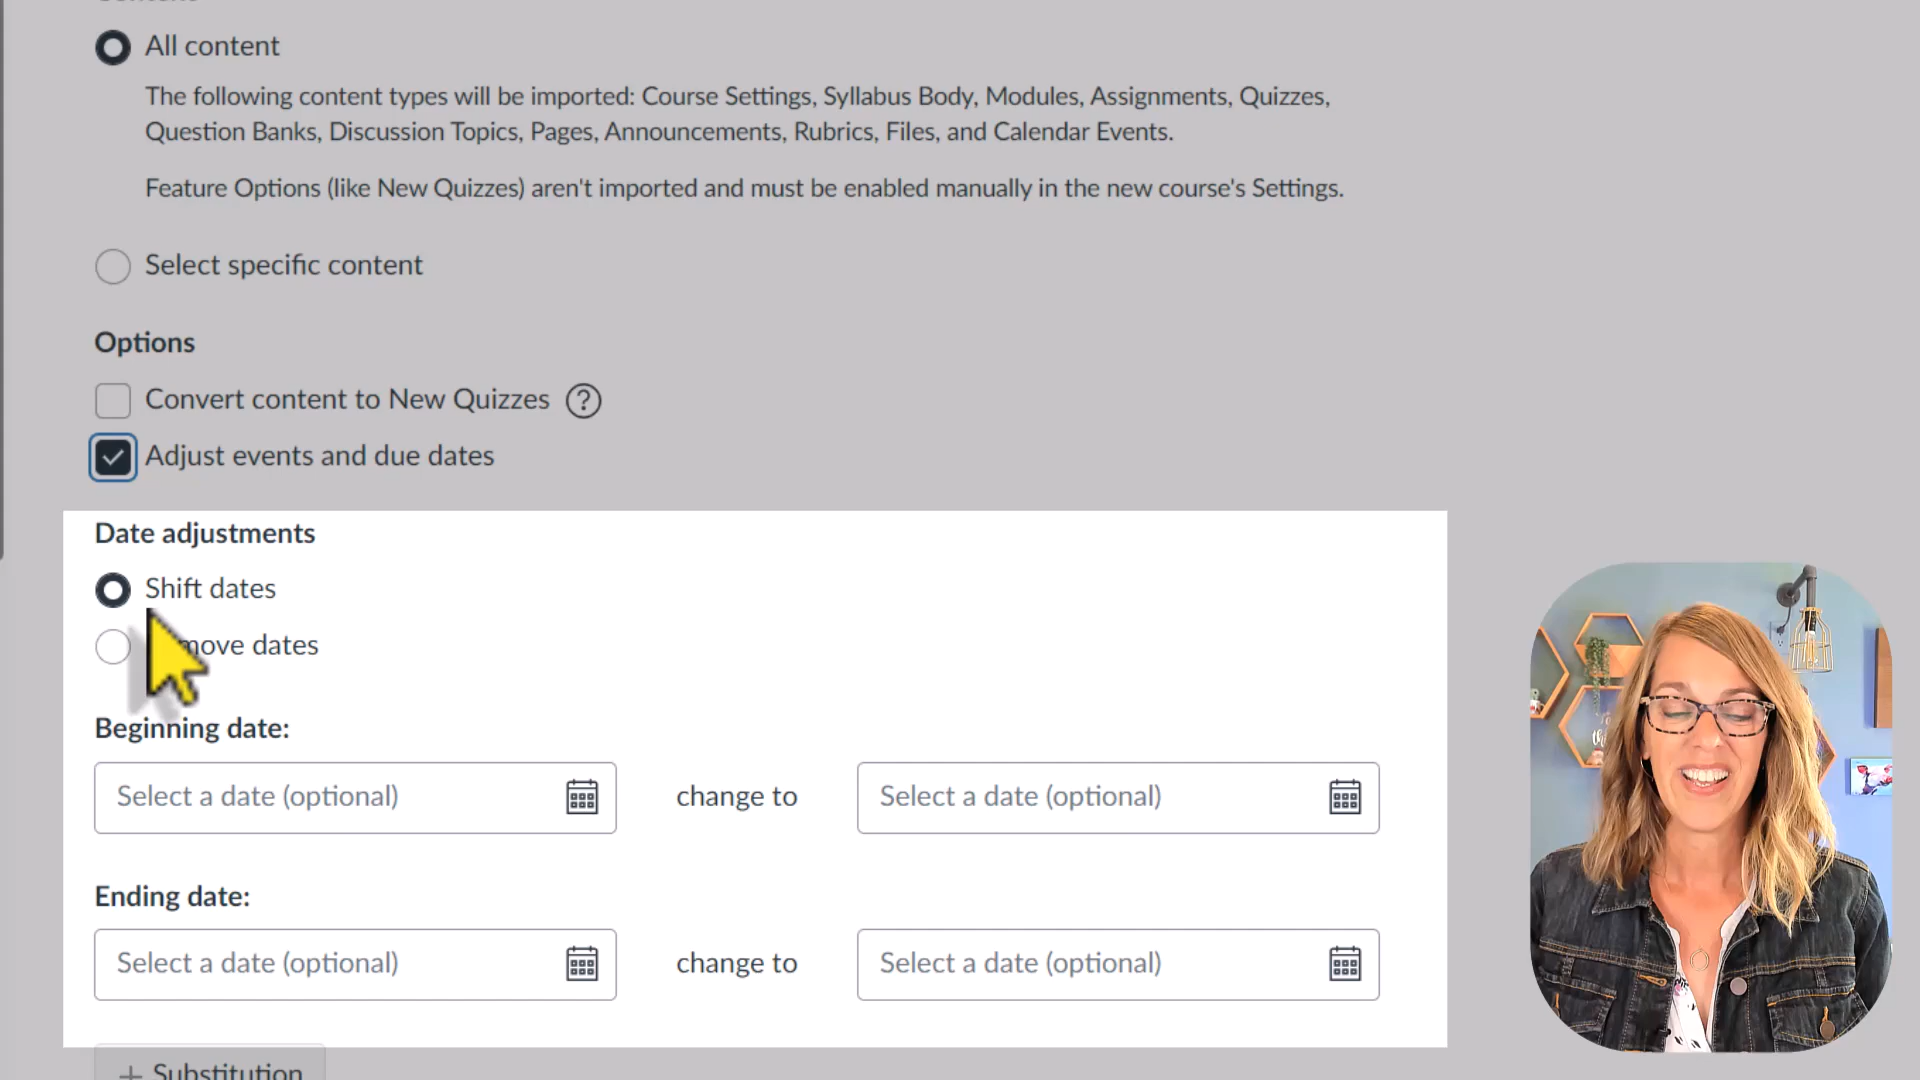 All content
The following content types will be imported: Course Settings, Syllabus Body, Modules, Assignments, Quizzes,
Question Banks, Discussion Topics, Pages, Announcements, Rubrics, Files, and Calendar Events.
Feature Options (like New Quizzes) aren't imported and must be enabled manually in the new course's Settings.
Select specific content
Options
Convert content to New Quizzes ?
Adjust events and due dates
Date adjustments
Shift dates
move dates
Beginning date:
Select a date (optional) change to Select a date (optional)
Ending date:
Select a date (optional) change to Select a date (optional)
+ Substitution